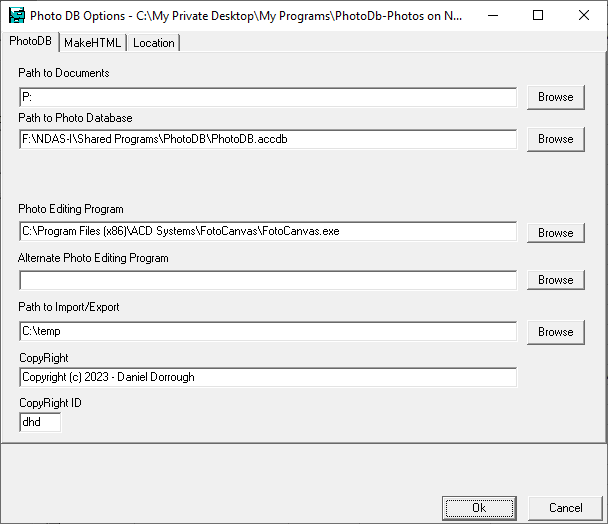 Photo DB Options - C:\My Private Desktop\My Programs\PhotoDb-Photos on N...
PhotoDB MakeHTML Location
Path to Documents
P: Browse
Path to Photo Database
F:\NDAS-I\Shared Programs\PhotoDB\PhotoDB.accdb Browse
Photo Editing Program
C:\Program Files (x86)\ACD Systems\FotoCanvas\FotoCanvas.exe Browse
Alternate Photo Editing Program
Browse
Path to Import/Export
C:\temp Browse
CopyRight
Copyright (c) 2023 - Daniel Dorrough
CopyRight ID
dhd
Ok Cancel